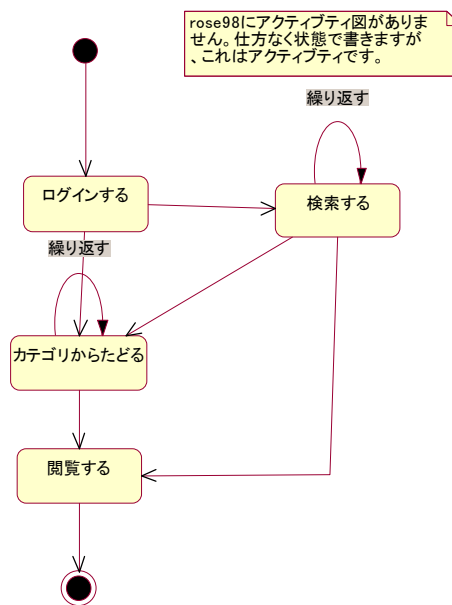 rose98にアクティブティ図がありま
せん。仕方なく状態で書きますが
、これはアクティブティです。
繰り返す
ログインする
検索する
繰り返す
カテゴリからたどる
閲覧する